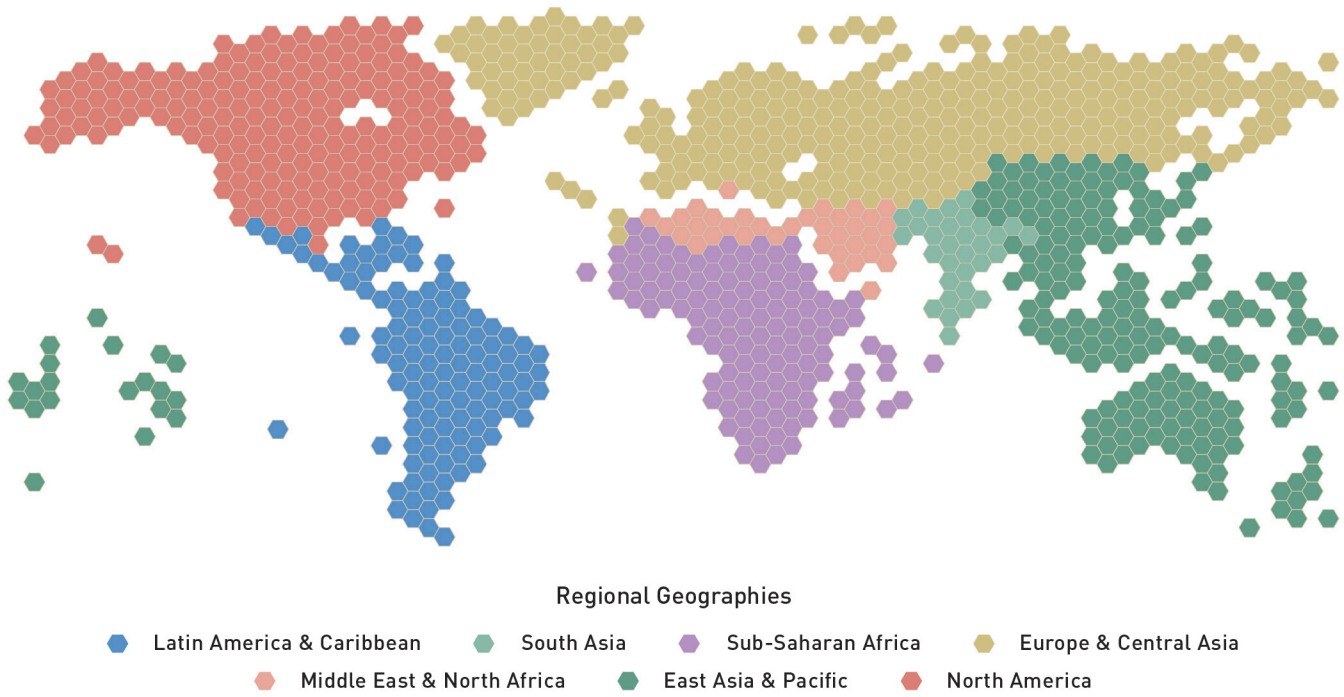 Regional Geographies
Latin America & Caribbean South Asia Sub-Saharan Africa Europe & Central Asia
Middle East & North Africa East Asia & Pacific North America